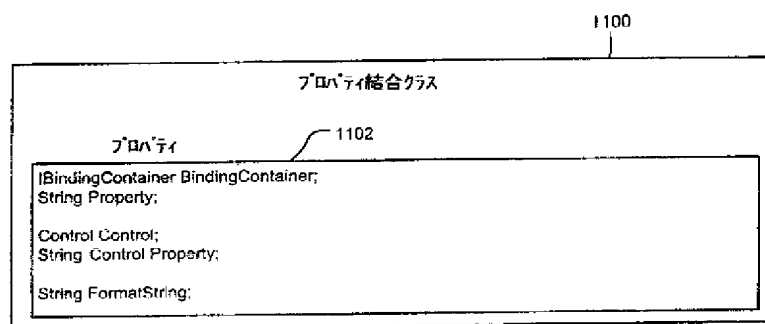 1100
プロパティ結合クラス
プロパティ
1102
IBindingContainer BindingContainer;
String Property;
Control Control;
String Control Property;
String FormatString;